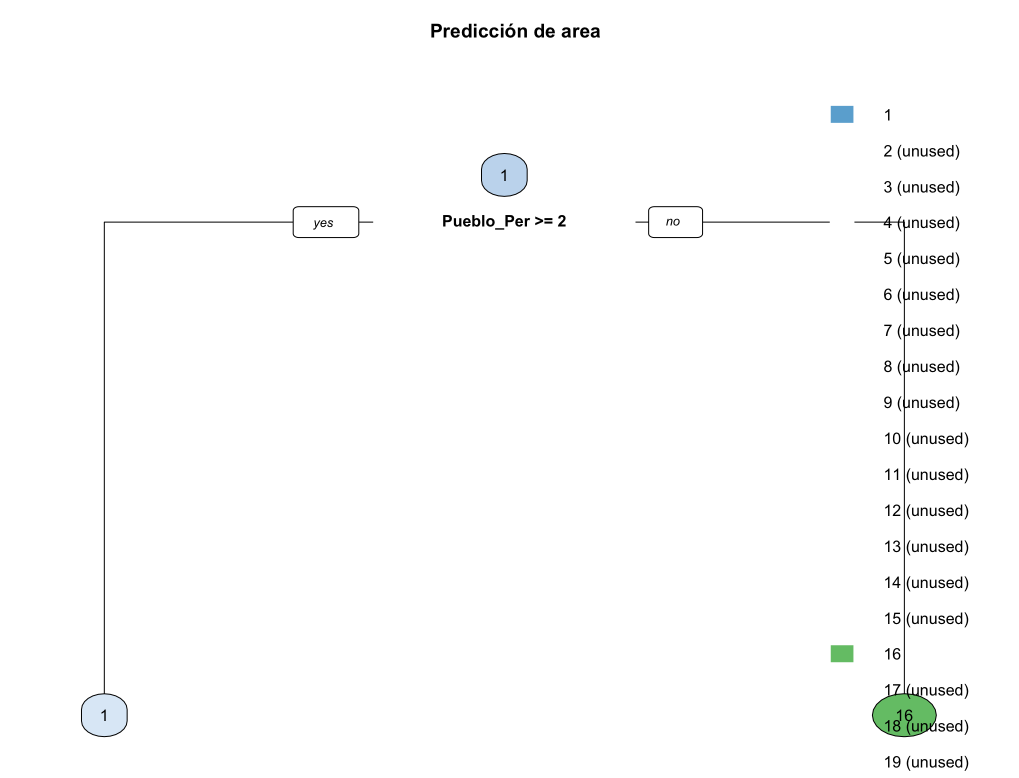 Predicción de area
1
yes
Pueblo_Per >= 2
no
1
16
1
2 (unused)
3 (unused)
4 (unused)
5 (unused)
6 (unused)
7 (unused)
8 (unused)
9 (unused)
10 (unused)
11 (unused)
12 (unused)
13 (unused)
14 (unused)
15 (unused)
16
17 (unused)
18 (unused)
19 (unused)